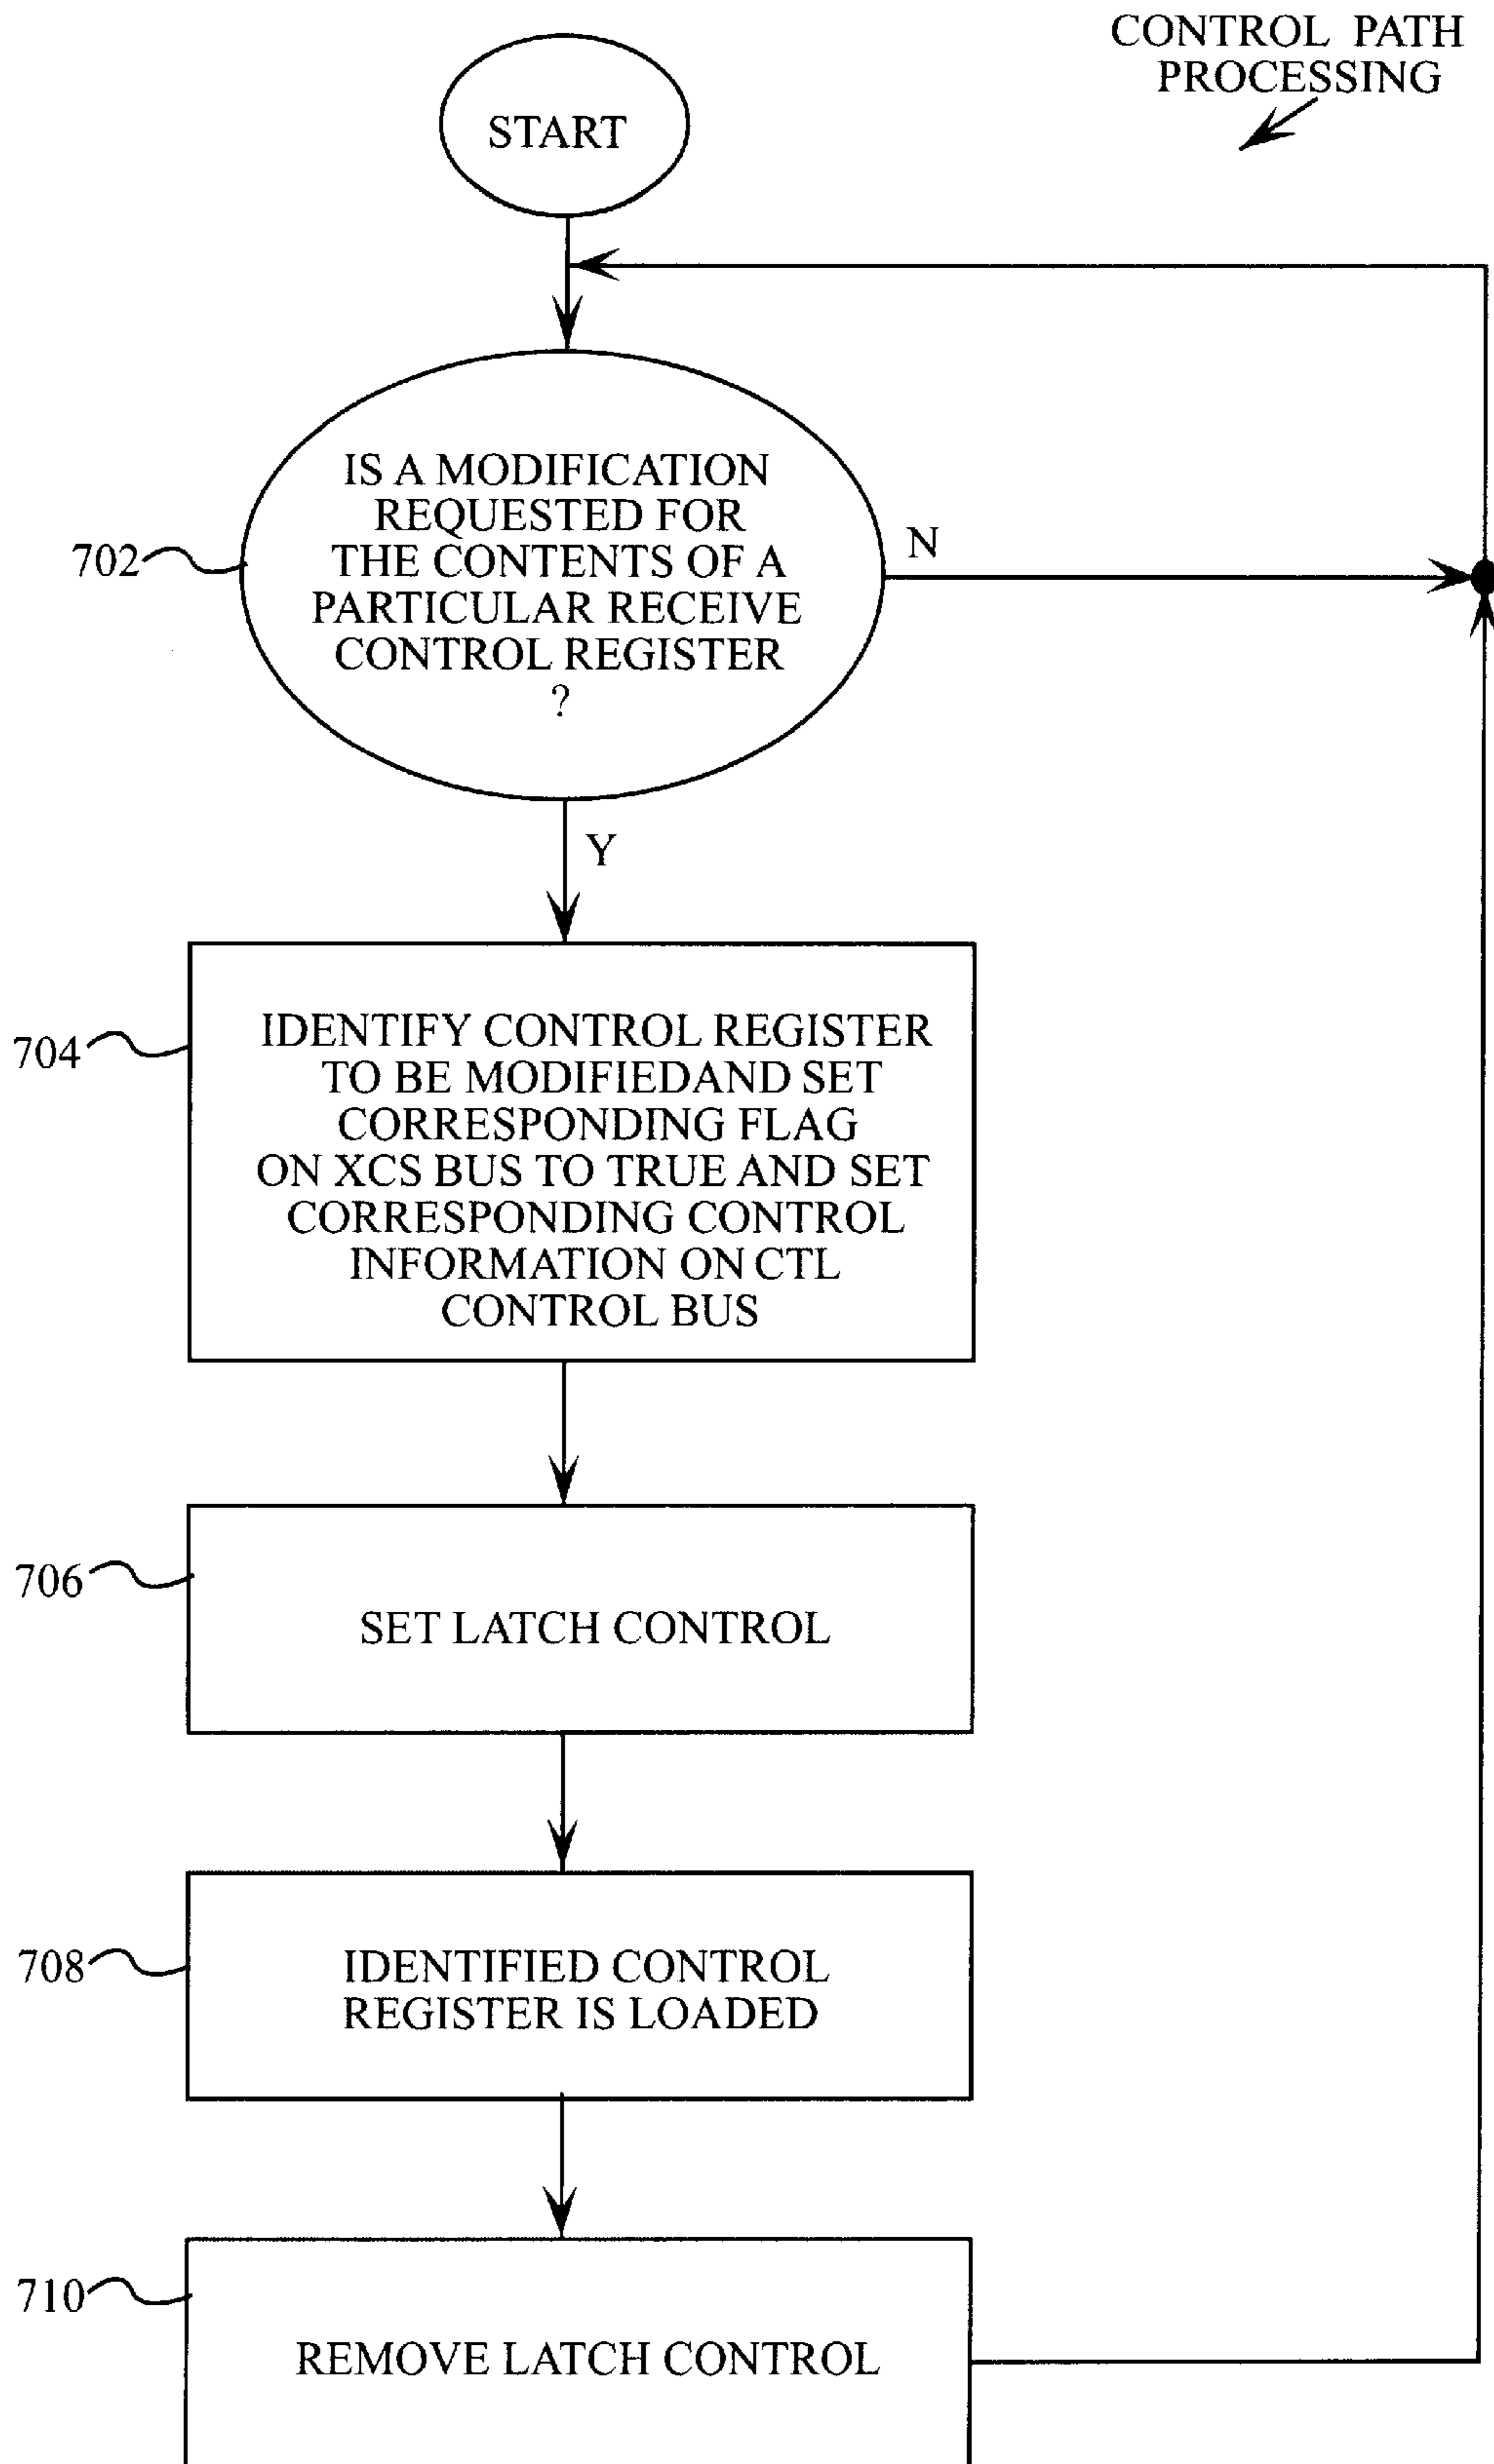 CONTROL PATH
PROCESSING
START
IS A MODIFICATION
REQUESTED FOR
THE CONTENTS OF A
PARTICULAR RECEIVE
CONTROL REGISTER
?
702
N
Y
704
IDENTIFY CONTROL REGISTER
TO BE MODIFIEDAND SET
CORRESPONDING FLAG
ON XCS BUS TO TRUE AND SET
CORRESPONDING CONTROL
INFORMATION ON CTL
CONTROL BUS
706
SET LATCH CONTROL
708
IDENTIFIED CONTROL
REGISTER IS LOADED
710
REMOVE LATCH CONTROL